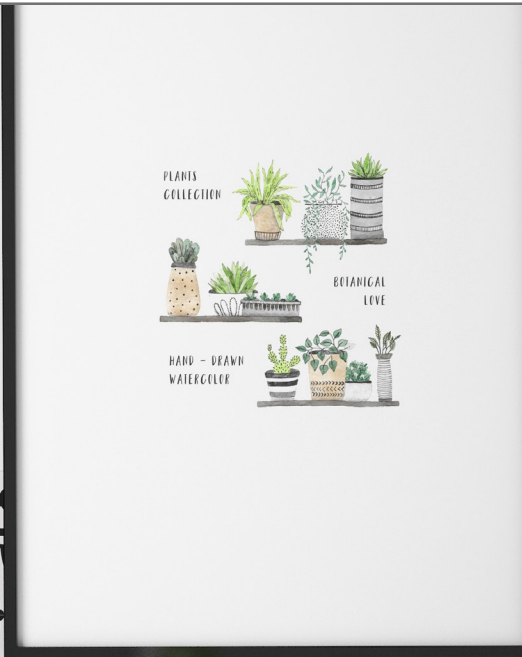 PLANTS
COLLECTION
BOTANICAL
LOVE
HAND - DRAWN
WATERCOLOR